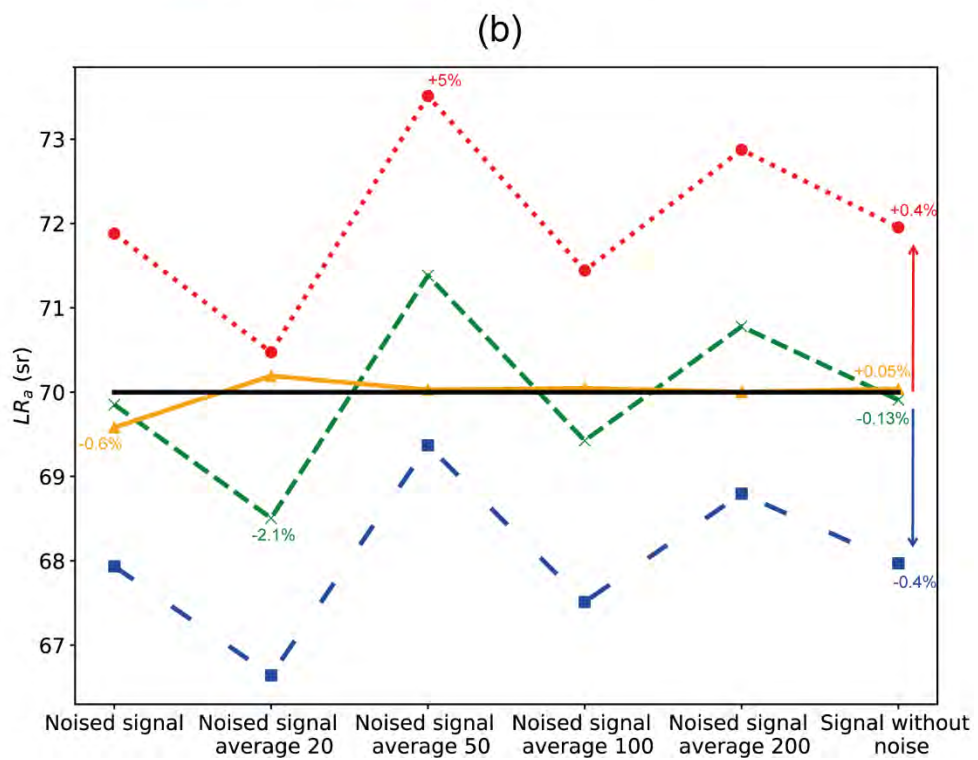 (b)
+5%
73
72
+0.4%
71
LRa (sr)
70
+0.05%
-0.13%
-0.6%
69
-2.1%
68
-0.4%
67
Noised signal
Noised signal
average 20
Noised signal
average 50
Noised signal
average 100
Noised signal
average 200
Signal without
noise